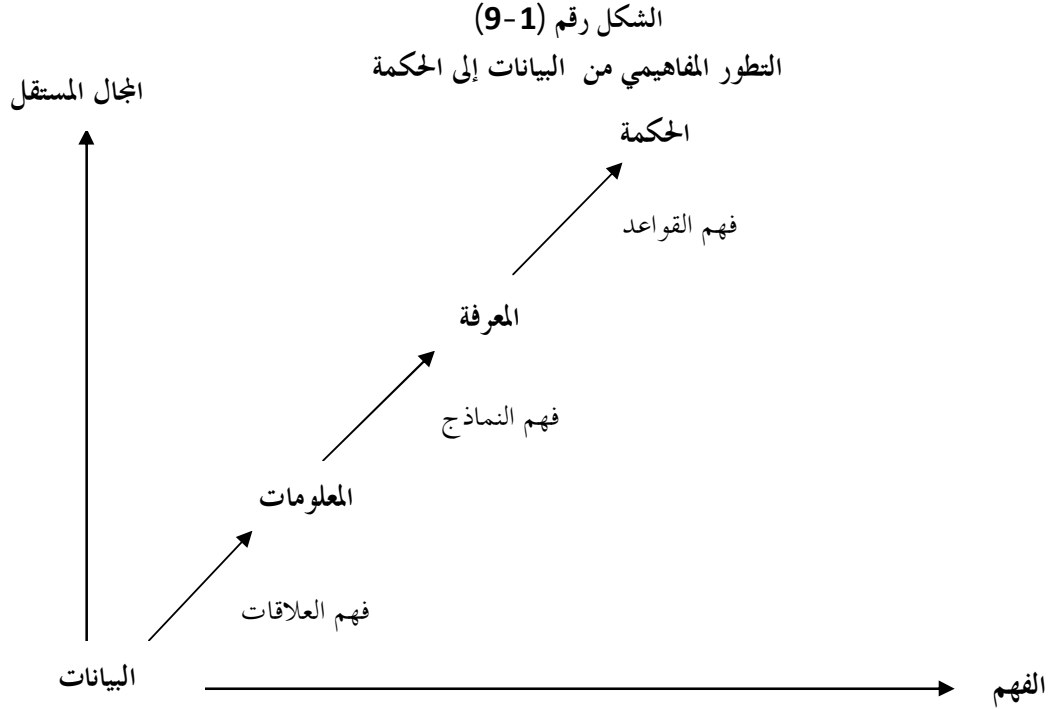 الشكل رقم (1-9)
التطور المفاهيمي من البيانات إلى الحكمة
المجال المستقل
الحكمة
فهم القواعد
المعرفة
فهم النماذج
المعلومات
فهم العلاقات
البيانات
الفهم